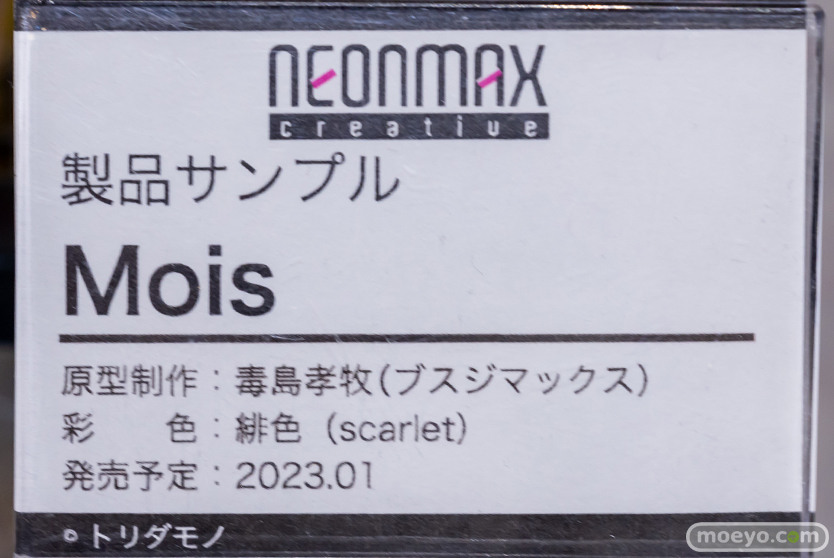 NEONMAX
creative
製品サンプル
Mois
原型制作：毒島孝牧(ブスジマックス)
彩　　色：緋色 (scarlet)
発売予定：2023.01
©トリダモノ
moeyo.com